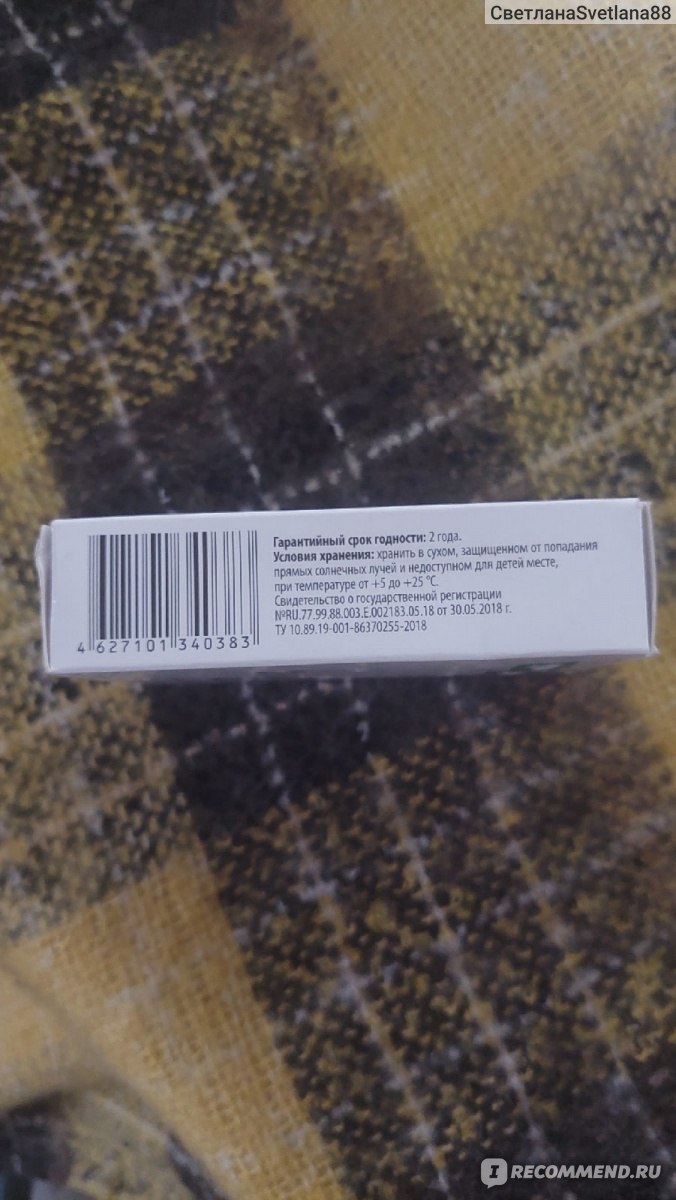 СветланаSvetlana88
Гарантийный срок годности: 2 года.
Условия хранения: хранить в сухом, защищенном от попадания
прямых солнечных лучей и недоступном для детей месте,
при температуре от +5 до +25 °С.
Свидетельство о государственной регистрации
№RU.77.99.88.003.Е.002183.05.18 от 30.05.2018 г.
ТУ 10.89.19-001-86370255-2018
4 627101 340383
IRECOMMEND.RU